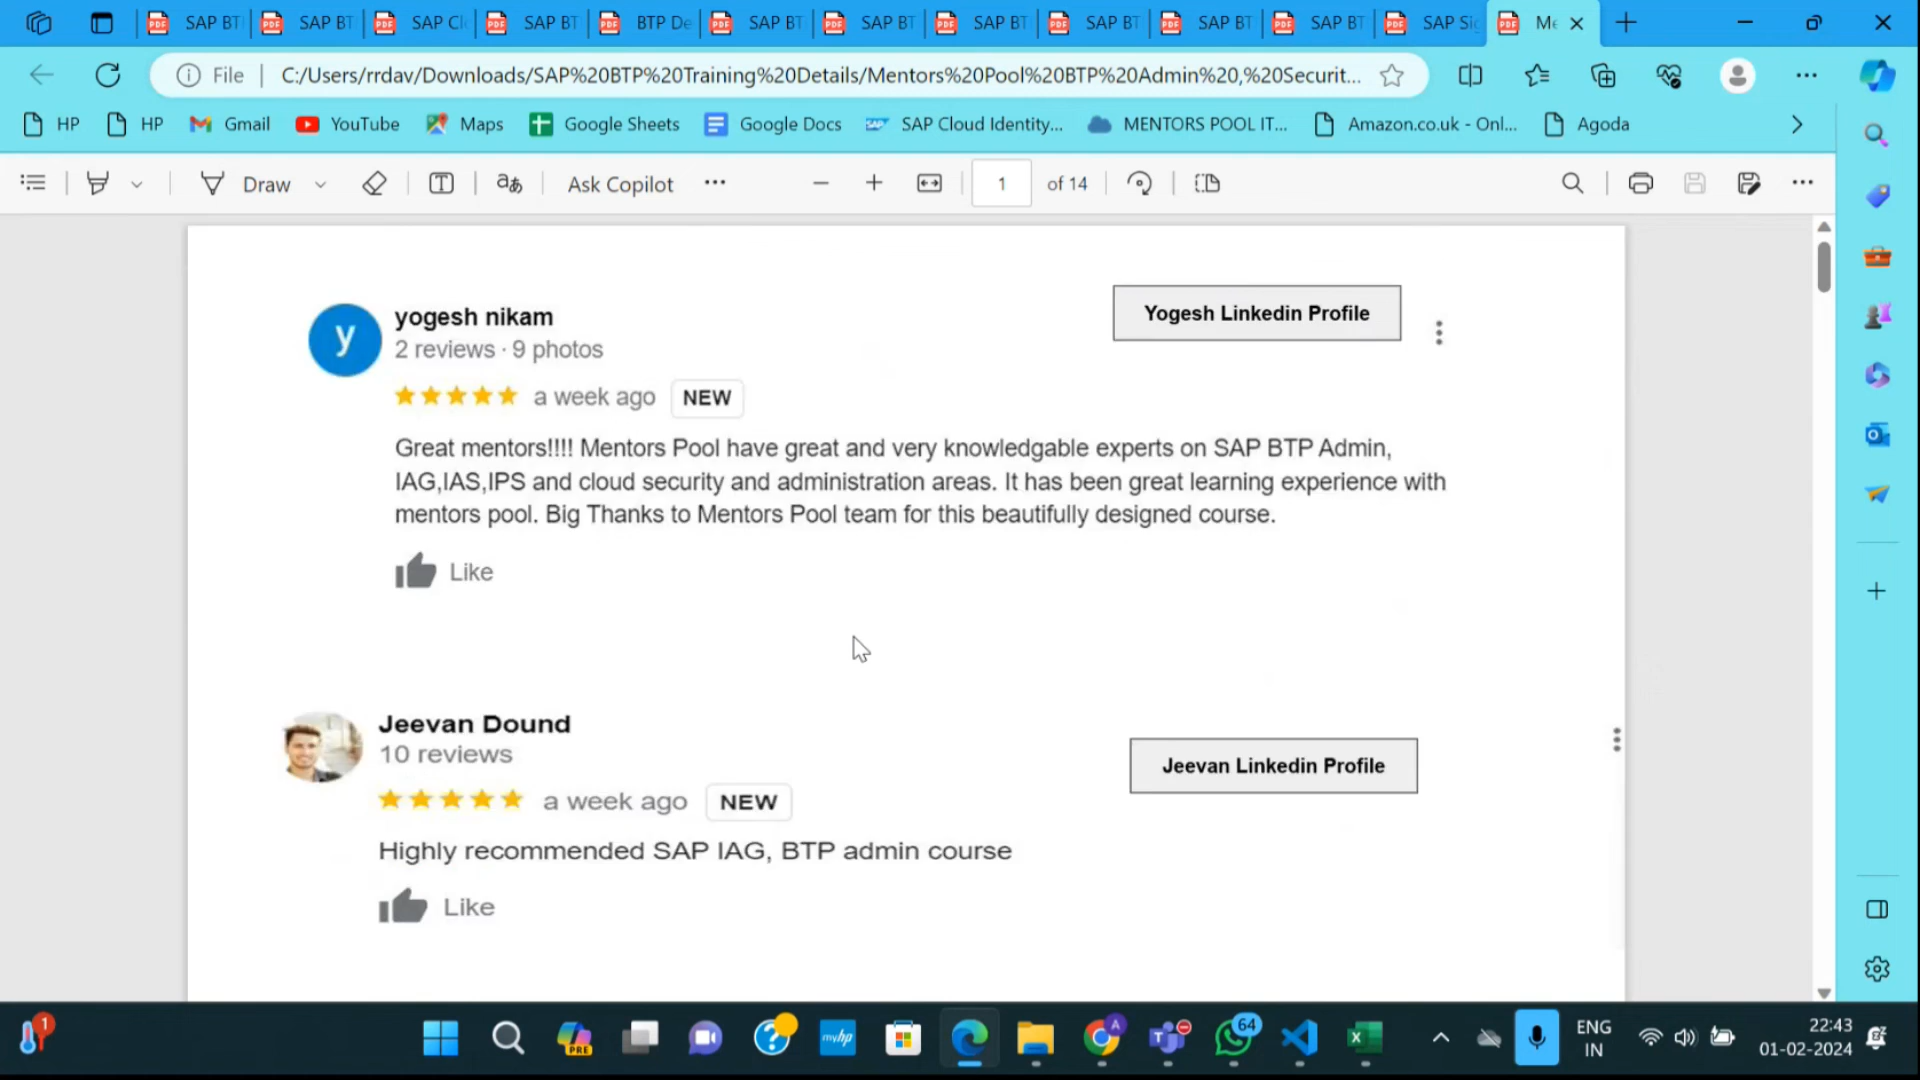 SAP BT
SAP BT
SAP Cl
SAP BT
BTP De
SAP BT
SAP BT
SAP BT
SAP BT
SAP BT
SAP BT
SAP Sig
Me
File
C:/Users/rrdav/Downloads/SAP%20BTP%20Training%20Details/Mentors%20Pool%20BTP%20Admin%20,%20Securit...
HP
HP
Gmail
YouTube
Maps
Google Sheets
Google Docs
SAP Cloud Identity...
MENTORS POOL IT...
Amazon.co.uk - Onl...
Agoda
Draw
Ask Copilot
1
of 14
yogesh nikam
Yogesh Linkedin Profile
2 reviews · 9 photos
a week ago NEW
Great mentors!!!! Mentors Pool have great and very knowledgable experts on SAP BTP Admin,
IAG,IAS,IPS and cloud security and administration areas. It has been great learning experience with
mentors pool. Big Thanks to Mentors Pool team for this beautifully designed course.
Like
Jeevan Dound
10 reviews
Jeevan Linkedin Profile
a week ago NEW
Highly recommended SAP IAG, BTP admin course
Like
1
PRE
myhp
A
64
ENG
IN
22:43
01-02-2024